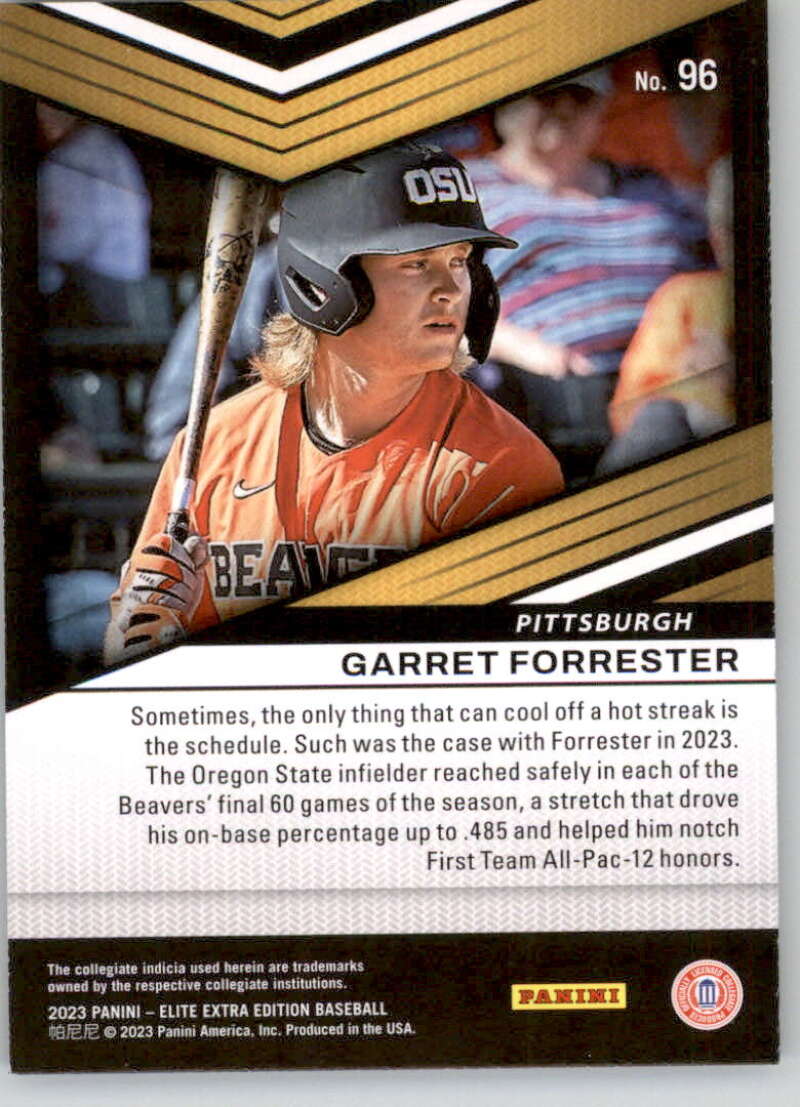 No. 96
OSU
BEAVE
PITTSBURGH
GARRET FORRESTER
Sometimes, the only thing that can cool off a hot streak is
the schedule. Such was the case with Forrester in 2023.
The Oregon State infielder reached safely in each of the
Beavers' final 60 games of the season, a stretch that drove
his on-base percentage up to .485 and helped him notch
First Team All-Pac-12 honors.
The collegiate indicia used herein are trademarks
owned by the respective collegiate institutions.
2023 PANINI – ELITE EXTRA EDITION BASEBALL
帕尼尼 © 2023 Panini America, Inc. Produced in the USA.
PANINI
OFFICIALLY LICENSED COLLEGIATE PRODUCTS